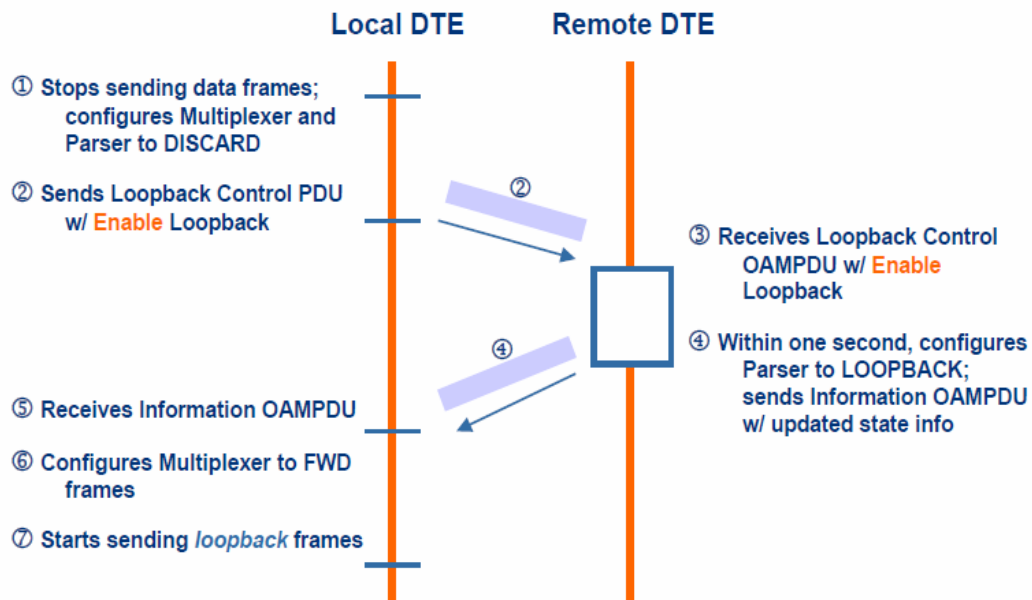 Local DTE
Remote DTE
① Stops sending data frames;
configures Multiplexer and
Parser to DISCARD
② Sends Loopback Control PDU
w/ Enable Loopback
②
③ Receives Loopback Control
OAMPDU w/ Enable
Loopback
④ Within one second, configures
Parser to LOOPBACK;
sends Information OAMPDU
w/ updated state info
④
⑤ Receives Information OAMPDU
⑥ Configures Multiplexer to FWD
frames
⑦ Starts sending loopback frames